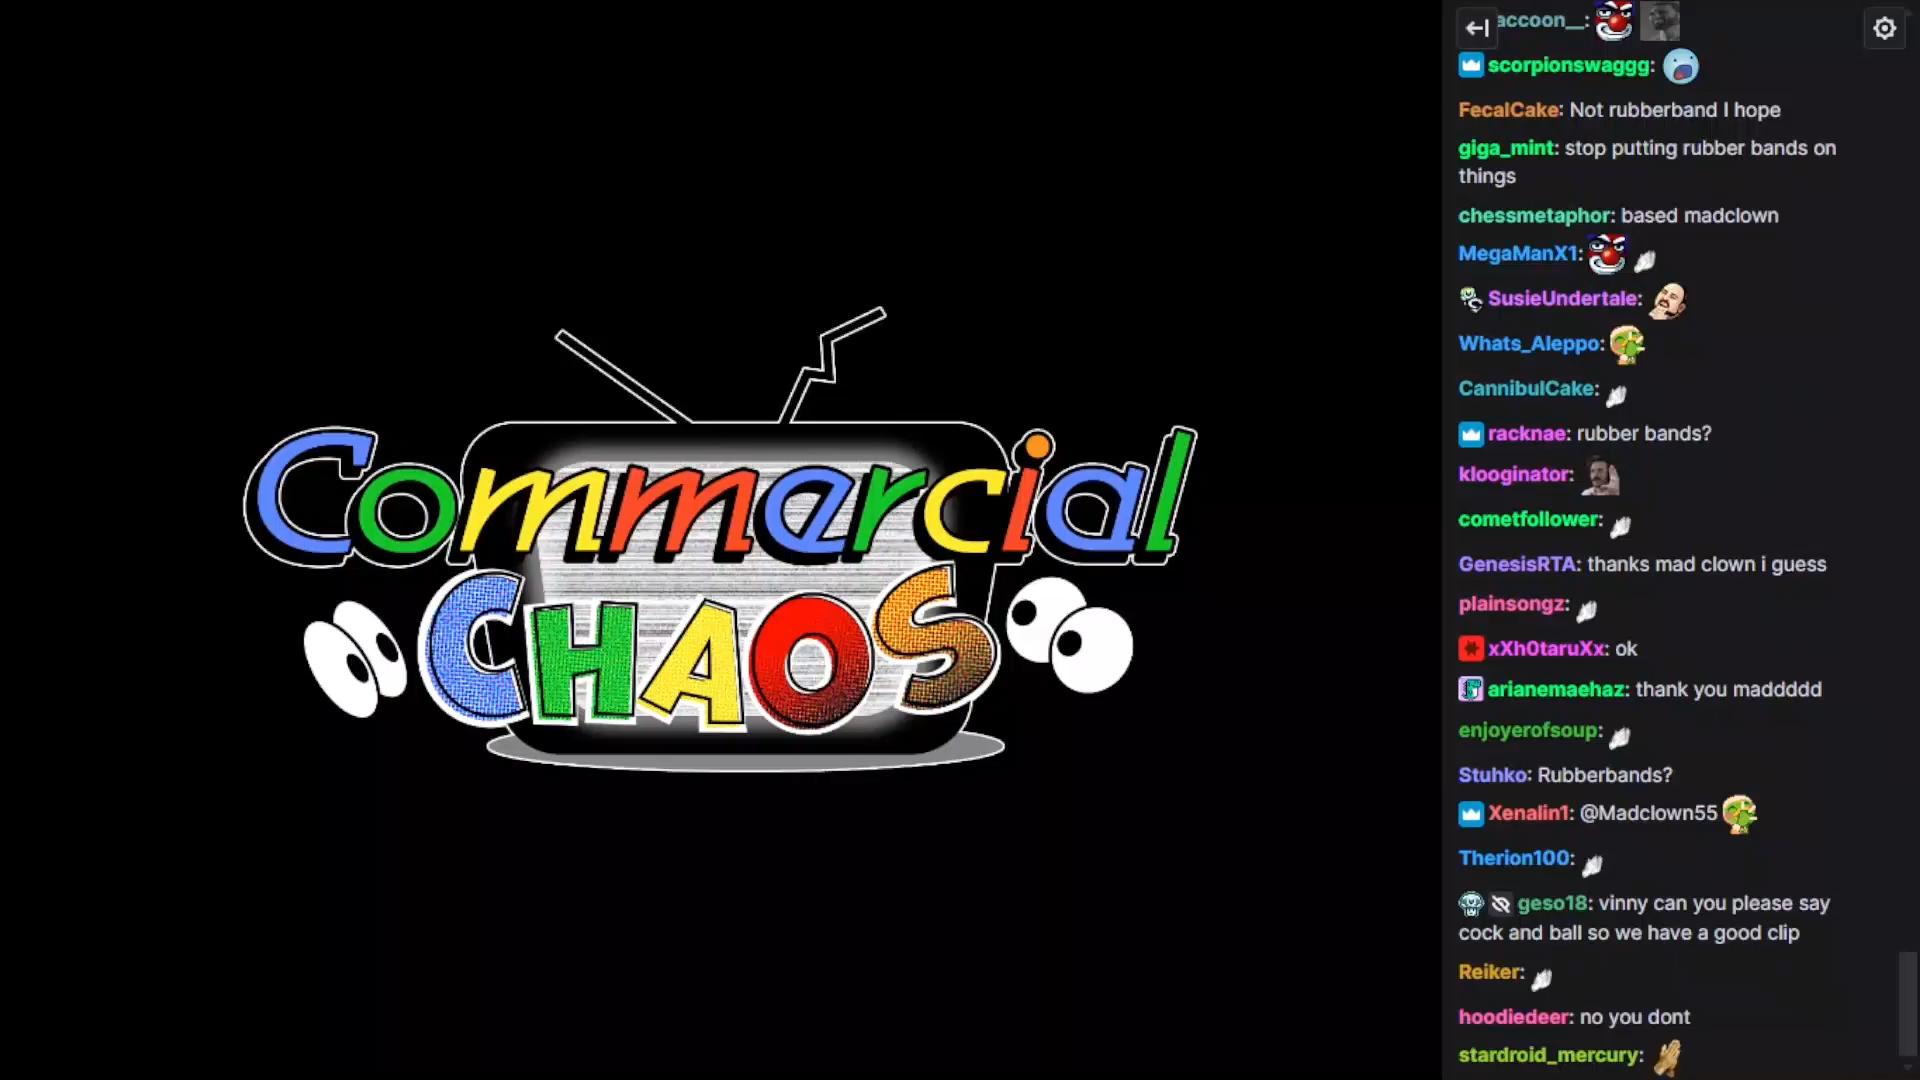 Commercial
CHAOS
accoon__:
scorpionswaggg:
FecalCake: Not rubberband I hope
giga_mint: stop putting rubber bands on
things
chessmetaphor: based madclown
MegaManX1:
SusieUndertale:
Whats_Aleppo:
CannibulCake:
racknae: rubber bands?
klooginator:
cometfollower:
GenesisRTA: thanks mad clown i guess
plainsongz:
xXh0taruXx: ok
arianemaehaz: thank you maddddd
enjoyerofsoup:
Stuhko: Rubberbands?
Xenalin1: @Madclown55
Therion100:
geso18: vinny can you please say
cock and ball so we have a good clip
Reiker:
hoodiedeer: no you dont
stardroid_mercury: